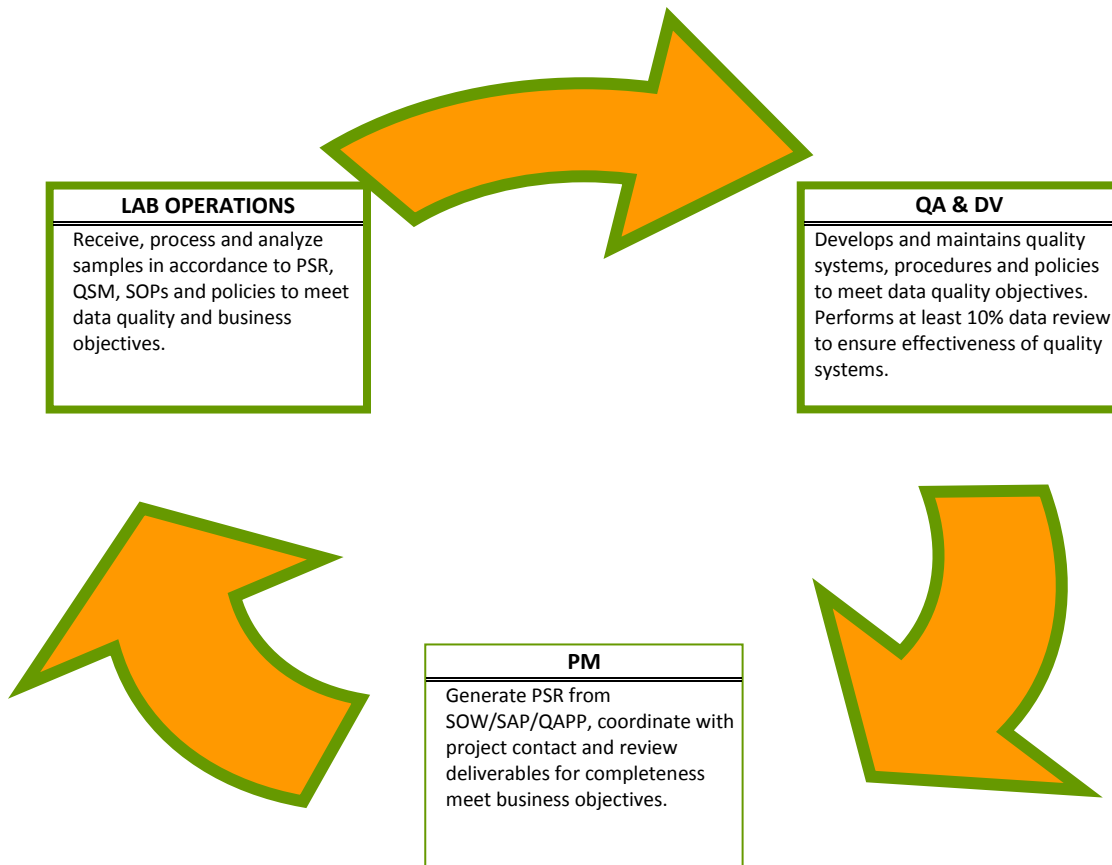 LAB OPERATIONS
Receive, process and analyze
samples in accordance to PSR,
QSM, SOPs and policies to meet
data quality and business
objectives.
QA & DV
Develops and maintains quality
systems, procedures and policies
to meet data quality objectives.
Performs at least 10% data review
to ensure effectiveness of quality
systems.
PM
Generate PSR from
SOW/SAP/QAPP, coordinate with
project contact and review
deliverables for completeness
meet business objectives.